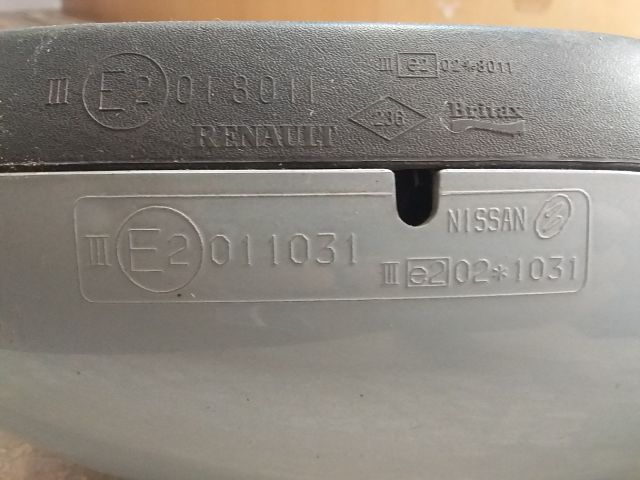 III E2 018011
III e2 02*8011
RENAULT
236
Britax
III E2 011031
NISSAN
III e2 02*1031